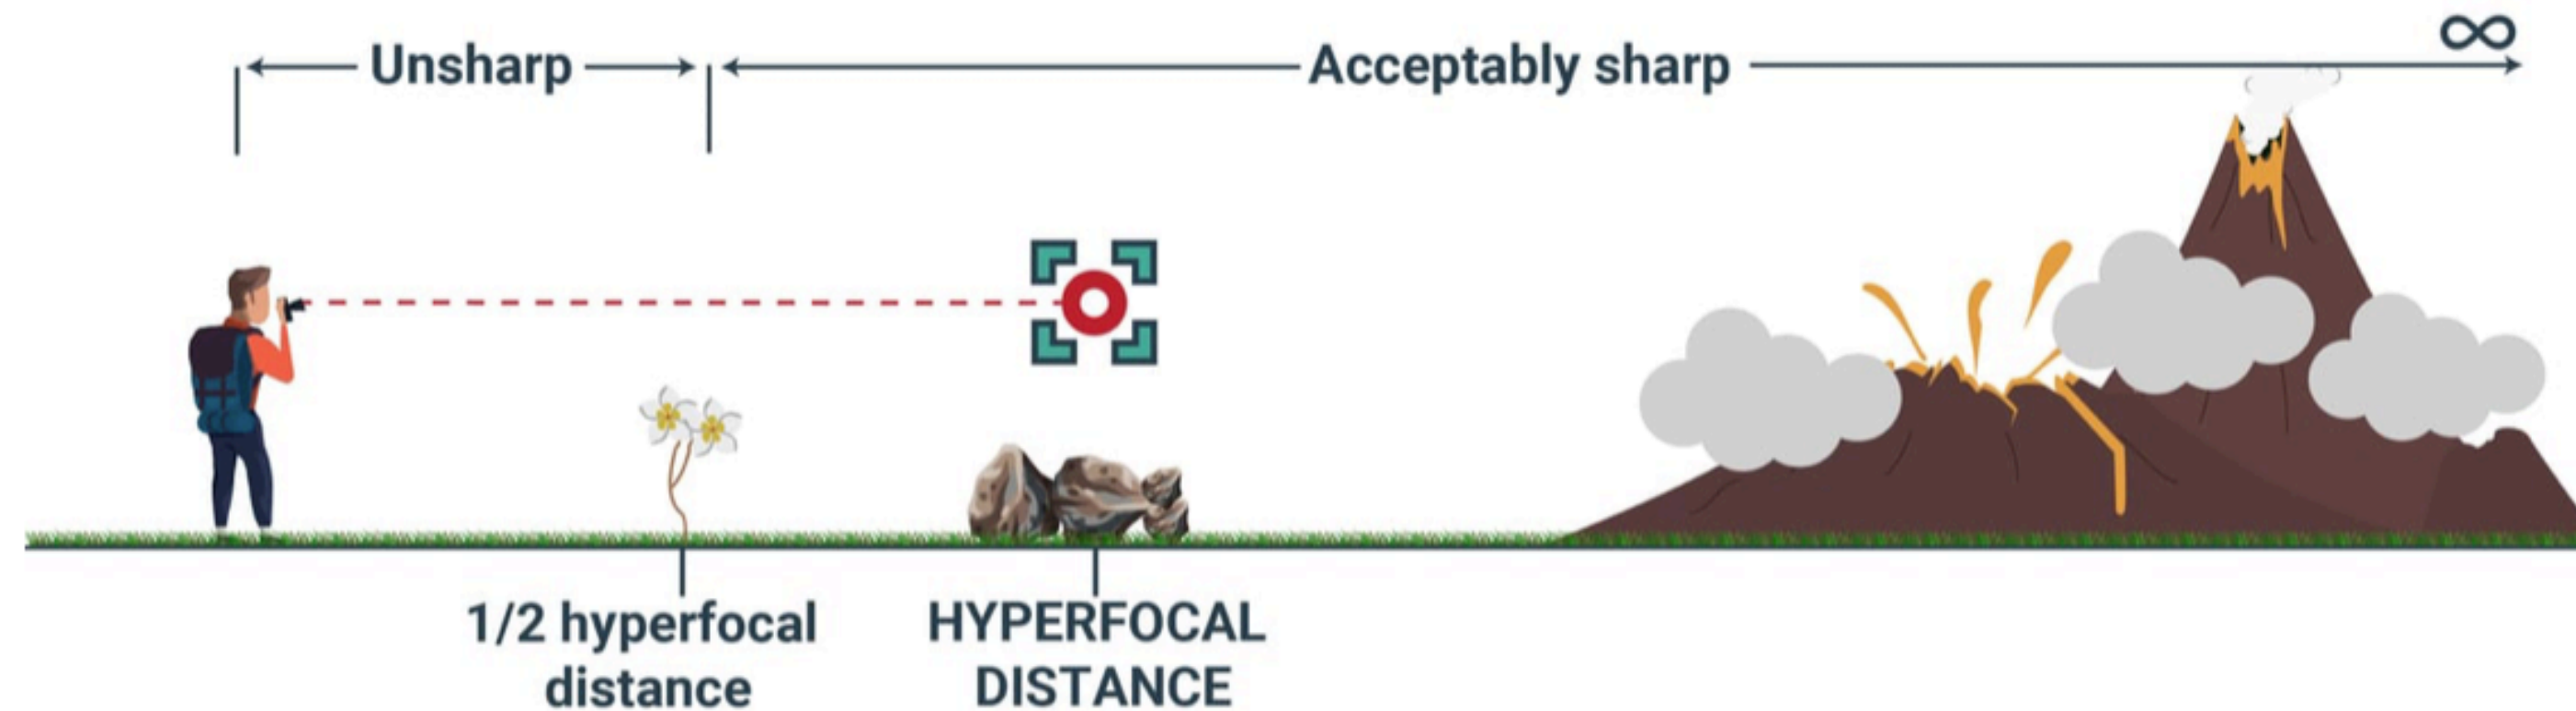 ∞
Unsharp
Acceptably sharp
1/2 hyperfocal
distance
HYPERFOCAL
DISTANCE